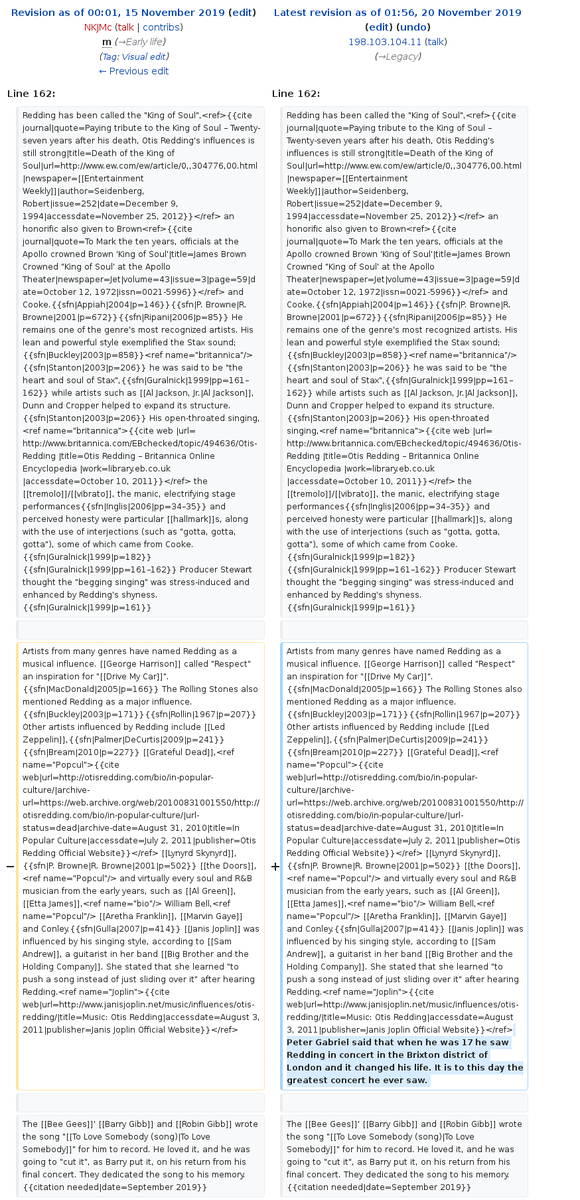 Revision as of 00:01, 15 November 2019 (edit)
NKJMc (talk | contribs)
m (→Early life)
(Tag: Visual edit)
← Previous edit
Latest revision as of 01:56, 20 November 2019
(edit) (undo)
198.103.104.11 (talk)
(→Legacy)
Line 162:
Redding has been called the "King of Soul",<ref>{{cite
journal|quote=Paying tribute to the King of Soul – Twenty-
seven years after his death, Otis Redding's influences is
still strong|title=Death of the King of
Soul|url=http://www.ew.com/ew/article/0,,304776,00.html
|newspaper=[[Entertainment
Weekly]]|author=Seidenberg,
Robert|issue=252|date=December 9,
1994|accessdate=November 25, 2012}}</ref> an
honorific also given to Brown<ref>{{cite
journal|quote=To Mark the ten years, officials at the
Apollo crowned Brown 'King of Soul'|title=James Brown
Crowned "King of Soul' at the Apollo
Theater|newspaper=Jet|volume=43|issue=3|page=59|d
ate=October 12, 1972|issn=0021-5996}}</ref> and
Cooke.{{sfn|Appiah|2004|p=146}}{{sfn|P. Browne|R.
Browne|2001|p=672}}{{sfn|Ripani|2006|p=85}} He
remains one of the genre's most recognized artists. His
lean and powerful style exemplified the Stax sound;
{{sfn|Buckley|2003|p=858}}<ref name="britannica"/>
{{sfn|Stanton|2003|p=206}} he was said to be "the
heart and soul of Stax",{{sfn|Guralnick|1999|pp=161–
162}} while artists such as [[Al Jackson, Jr.|Al Jackson]],
Dunn and Cropper helped to expand its structure.
{{sfn|Stanton|2003|p=206}} His open-throated singing,
<ref name="britannica">{{cite web |url=
http://www.britannica.com/EBchecked/topic/494636/Otis-
Redding |title=Otis Redding – Britannica Online
Encyclopedia |work=library.eb.co.uk
|accessdate=October 10, 2011}}</ref> the
[[tremolo]]/[[vibrato]], the manic, electrifying stage
performances{{sfn|Inglis|2006|pp=34–35}} and
perceived honesty were particular [[hallmark]]s, along
with the use of interjections (such as "gotta, gotta,
gotta"), some of which came from Cooke.
{{sfn|Guralnick|1999|p=182}}
{{sfn|Guralnick|1999|pp=161–162}} Producer Stewart
thought the "begging singing" was stress-induced and
enhanced by Redding's shyness.
{{sfn|Guralnick|1999|p=161}}
Line 162:
Redding has been called the "King of Soul",<ref>{{cite
journal|quote=Paying tribute to the King of Soul –
Twenty-seven years after his death, Otis Redding's influences is
still strong|title=Death of the King of
Soul|url=http://www.ew.com/ew/article/0,,304776,00.html
|newspaper=[[Entertainment
Weekly]]|author=Seidenberg,
Robert|issue=252|date=December 9,
1994|accessdate=November 25, 2012}}</ref> an
honorific also given to Brown<ref>{{cite
journal|quote=To Mark the ten years, officials at the
Apollo crowned Brown 'King of Soul'|title=James Brown
Crowned "King of Soul' at the Apollo
Theater|newspaper=Jet|volume=43|issue=3|page=59|d
ate=October 12, 1972|issn=0021-5996}}</ref> and
Cooke.{{sfn|Appiah|2004|p=146}}{{sfn|P. Browne|R.
Browne|2001|p=672}}{{sfn|Ripani|2006|p=85}} He
remains one of the genre's most recognized artists. His
lean and powerful style exemplified the Stax sound;
{{sfn|Buckley|2003|p=858}}<ref name="britannica"/>
{{sfn|Stanton|2003|p=206}} he was said to be "the
heart and soul of Stax",{{sfn|Guralnick|1999|pp=161–
162}} while artists such as [[Al Jackson, Jr.|Al Jackson]],
Dunn and Cropper helped to expand its structure.
{{sfn|Stanton|2003|p=206}} His open-throated
singing,<ref name="britannica">{{cite web |url=
http://www.britannica.com/EBchecked/topic/494636/Otis-
Redding |title=Otis Redding – Britannica Online
Encyclopedia |work=library.eb.co.uk
|accessdate=October 10, 2011}}</ref> the
[[tremolo]]/[[vibrato]], the manic, electrifying stage
performances{{sfn|Inglis|2006|pp=34–35}} and
perceived honesty were particular [[hallmark]]s, along
with the use of interjections (such as "gotta, gotta,
gotta"), some of which came from Cooke.
{{sfn|Guralnick|1999|p=182}}
{{sfn|Guralnick|1999|pp=161–162}} Producer Stewart
thought the "begging singing" was stress-induced and
enhanced by Redding's shyness.
{{sfn|Guralnick|1999|p=161}}
−
Artists from many genres have named Redding as a
musical influence. [[George Harrison]] called "Respect"
an inspiration for "[[Drive My Car]]".
{{sfn|MacDonald|2005|p=166}} The Rolling Stones also
mentioned Redding as a major influence.
{{sfn|Buckley|2003|p=171}}{{sfn|Rollin|1967|p=207}}
Other artists influenced by Redding include [[Led
Zeppelin]],{{sfn|Palmer|DeCurtis|2009|p=241}}
{{sfn|Bream|2010|p=227}} [[Grateful Dead]],<ref
name="Popcul">{{cite
web|url=http://otisredding.com/bio/in-popular-
culture/|archive-
url=https://web.archive.org/web/20100831001550/http://
otisredding.com/bio/in-popular-culture/|url-
status=dead|archive-date=August 31, 2010|title=In
Popular Culture|accessdate=July 2, 2011|publisher=Otis
Redding Official Website}}</ref> [[Lynyrd Skynyrd]],
{{sfn|P. Browne|R. Browne|2001|p=502}} [[the Doors]],
<ref name="Popcul"/> and virtually every soul and R&B
musician from the early years, such as [[Al Green]],
[[Etta James]],<ref name="bio"/> William Bell,<ref
name="Popcul"/> [[Aretha Franklin]], [[Marvin Gaye]]
and Conley.{{sfn|Gulla|2007|p=414}} [[Janis Joplin]] was
influenced by his singing style, according to [[Sam
Andrew]], a guitarist in her band [[Big Brother and the
Holding Company]]. She stated that she learned "to
push a song instead of just sliding over it" after hearing
Redding.<ref name="Joplin">{{cite
web|url=http://www.janisjoplin.net/music/influences/otis-
redding/|title=Music: Otis Redding|accessdate=August 3,
2011|publisher=Janis Joplin Official Website}}</ref>
+
Artists from many genres have named Redding as a
musical influence. [[George Harrison]] called "Respect"
an inspiration for "[[Drive My Car]]".
{{sfn|MacDonald|2005|p=166}} The Rolling Stones also
mentioned Redding as a major influence.
{{sfn|Buckley|2003|p=171}}{{sfn|Rollin|1967|p=207}}
Other artists influenced by Redding include [[Led
Zeppelin]],{{sfn|Palmer|DeCurtis|2009|p=241}}
{{sfn|Bream|2010|p=227}} [[Grateful Dead]],<ref
name="Popcul">{{cite
web|url=http://otisredding.com/bio/in-popular-
culture/|archive-
url=https://web.archive.org/web/20100831001550/http://
otisredding.com/bio/in-popular-culture/|url-
status=dead|archive-date=August 31, 2010|title=In
Popular Culture|accessdate=July 2, 2011|publisher=Otis
Redding Official Website}}</ref> [[Lynyrd Skynyrd]],
{{sfn|P. Browne|R. Browne|2001|p=502}} [[the Doors]],
<ref name="Popcul"/> and virtually every soul and R&B
musician from the early years, such as [[Al Green]],
[[Etta James]],<ref name="bio"/> William Bell,<ref
name="Popcul"/> [[Aretha Franklin]], [[Marvin Gaye]]
and Conley.{{sfn|Gulla|2007|p=414}} [[Janis Joplin]] was
influenced by his singing style, according to [[Sam
Andrew]], a guitarist in her band [[Big Brother and the
Holding Company]]. She stated that she learned "to
push a song instead of just sliding over it" after hearing
Redding.<ref name="Joplin">{{cite
web|url=http://www.janisjoplin.net/music/influences/otis-
redding/|title=Music: Otis Redding|accessdate=August
3, 2011|publisher=Janis Joplin Official Website}}</ref>
Peter Gabriel said that when he was 17 he saw
Redding in concert in the Brixton district of
London and it changed his life. It is to this day the
greatest concert he ever saw.
The [[Bee Gees]]' [[Barry Gibb]] and [[Robin Gibb]] wrote
the song "[[To Love Somebody (song)|To Love
Somebody]]" for him to record. He loved it, and he was
going to "cut it", as Barry put it, on his return from his
final concert. They dedicated the song to his memory.
{{citation needed|date=September 2019}}
The [[Bee Gees]]' [[Barry Gibb]] and [[Robin Gibb]] wrote
the song "[[To Love Somebody (song)|To Love
Somebody]]" for him to record. He loved it, and he was
going to "cut it", as Barry put it, on his return from his
final concert. They dedicated the song to his memory.
{{citation needed|date=September 2019}}